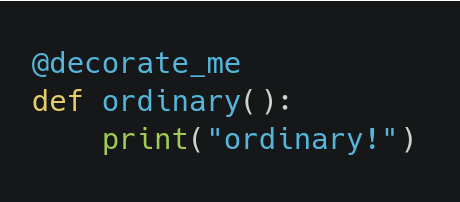 @decorate_me
def ordinary():
    print("ordinary!")